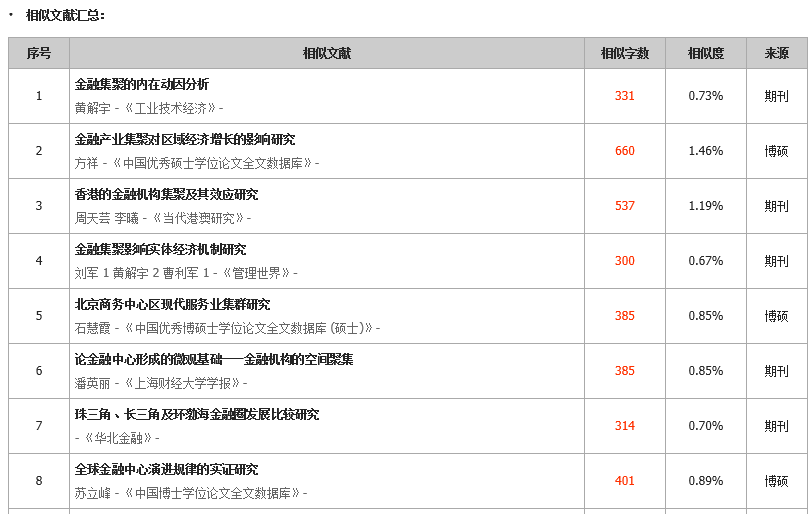 · 相似文献汇总：
序号 相似文献 相似字数 相似度 来源
1 金融集聚的内在动因分析 331 0.73% 期刊
黄解宇 -《工业技术经济》-
2 金融产业集聚对区域经济增长的影响研究 660 1.46% 博硕
方祥 -《中国优秀硕士学位论文全文数据库》-
3 香港的金融机构集聚及其效应研究 537 1.19% 期刊
周天芸 李曦 -《当代港澳研究》-
4 金融集聚影响实体经济机制研究 300 0.67% 期刊
刘军 1 黄解宇 2 曹利军 1 -《管理世界》-
5 北京商务中心区现代服务业集群研究 385 0.85% 博硕
石慧霞 -《中国优秀博硕士学位论文全文数据库 (硕士)》-
6 论金融中心形成的微观基础——金融机构的空间聚集 385 0.85% 期刊
潘英丽 -《上海财经大学学报》-
7 珠三角、长三角及环渤海金融圈发展比较研究 314 0.70% 期刊
-《华北金融》-
8 全球金融中心演进规律的实证研究 401 0.89% 博硕
苏立峰 -《中国博士学位论文全文数据库》-